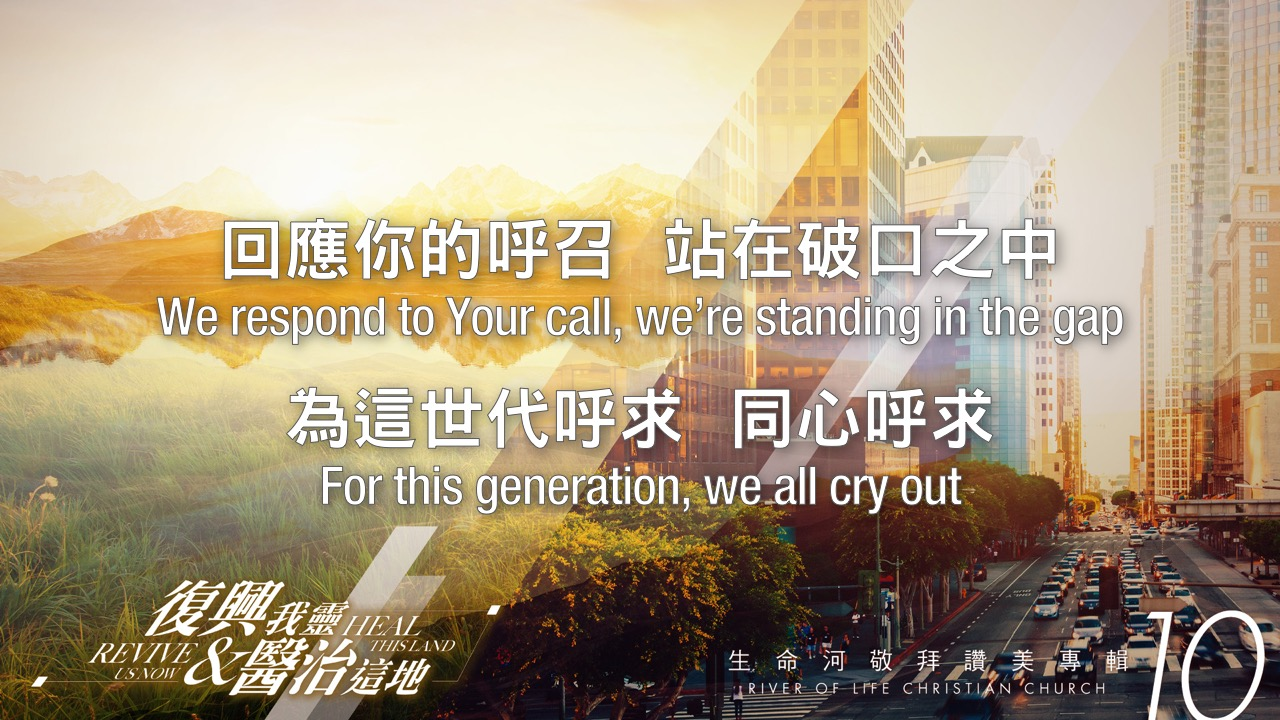 回應你的呼召 站在破口之中
We respond to Your call, we're standing in the gap
為這世代呼求 同心呼求
For this generation, we all cry out
復興我靈 HEAL THIS LAND
REVIVE US NOW & 醫治這地
生命河敬拜讚美專輯 10
RIVER OF LIFE CHRISTIAN CHURCH